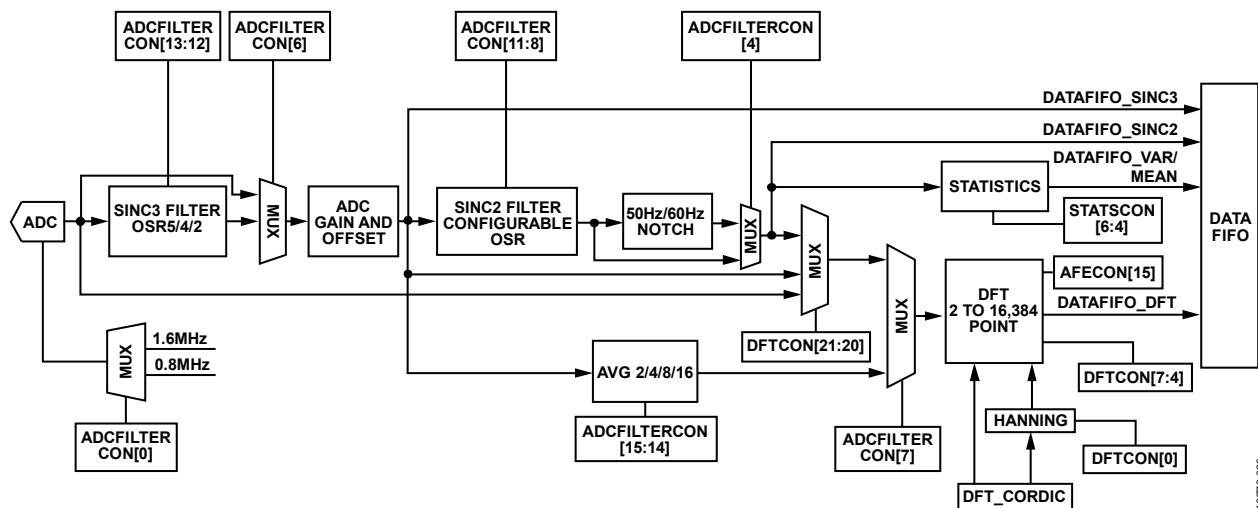 ADCFILTER
CON[13:12]
ADCFILTER
CON[6]
ADCFILTER
CON[11:8]
ADCFILTERCON
[4]
DATAFIFO_SINC3
DATAFIFO_SINC2
DATAFIFO_VAR/
MEAN
ADC
SINC3 FILTER
OSR5/4/2
MUX
ADC
GAIN AND
OFFSET
SINC2 FILTER
CONFIGURABLE
OSR
50Hz/60Hz
NOTCH
MUX
STATISTICS
STATSCON
[6:4]
DATA
FIFO
MUX
MUX
DFT
2 TO 16,384
POINT
AFECON[15]
DATAFIFO_DFT
MUX
1.6MHz
0.8MHz
DFTCON[21:20]
AVG 2/4/8/16
DFTCON[7:4]
ADCFILTER
CON[0]
ADCFILTERCON
[15:14]
ADCFILTER
CON[7]
HANNING
DFTCON[0]
DFT_CORDIC